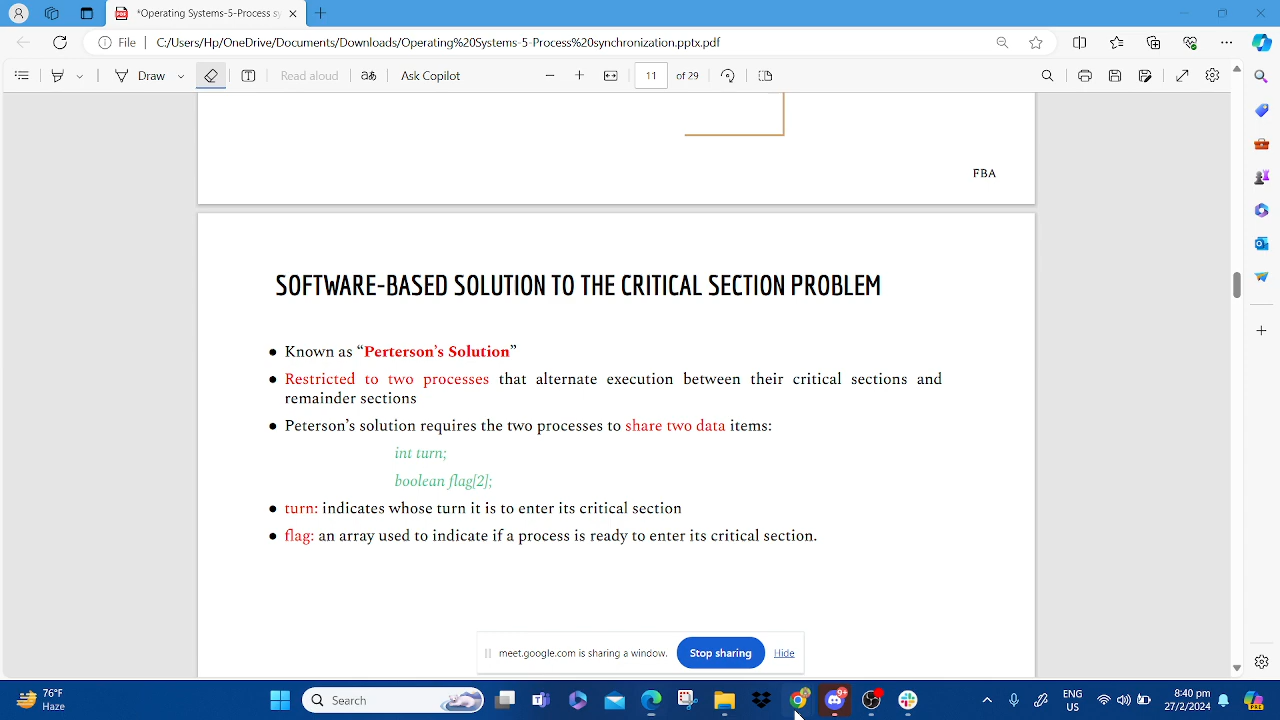 *Operating Systems-5-Process sy
File
C:/Users/Hp/OneDrive/Documents/Downloads/Operating%20Systems-5-Process%20synchronization.pptx.pdf
Draw
Read aloud
Ask Copilot
11 of 29
FBA
SOFTWARE-BASED SOLUTION TO THE CRITICAL SECTION PROBLEM
● Known as “Perterson's Solution”
● Restricted to two processes that alternate execution between their critical sections and
remainder sections
● Peterson's solution requires the two processes to share two data items:
int turn;
boolean flag[2];
● turn: indicates whose turn it is to enter its critical section
● flag: an array used to indicate if a process is ready to enter its critical section.
meet.google.com is sharing a window.
Stop sharing
Hide
76°F
Haze
Search
9+
ENG
US
8:40 pm
27/2/2024